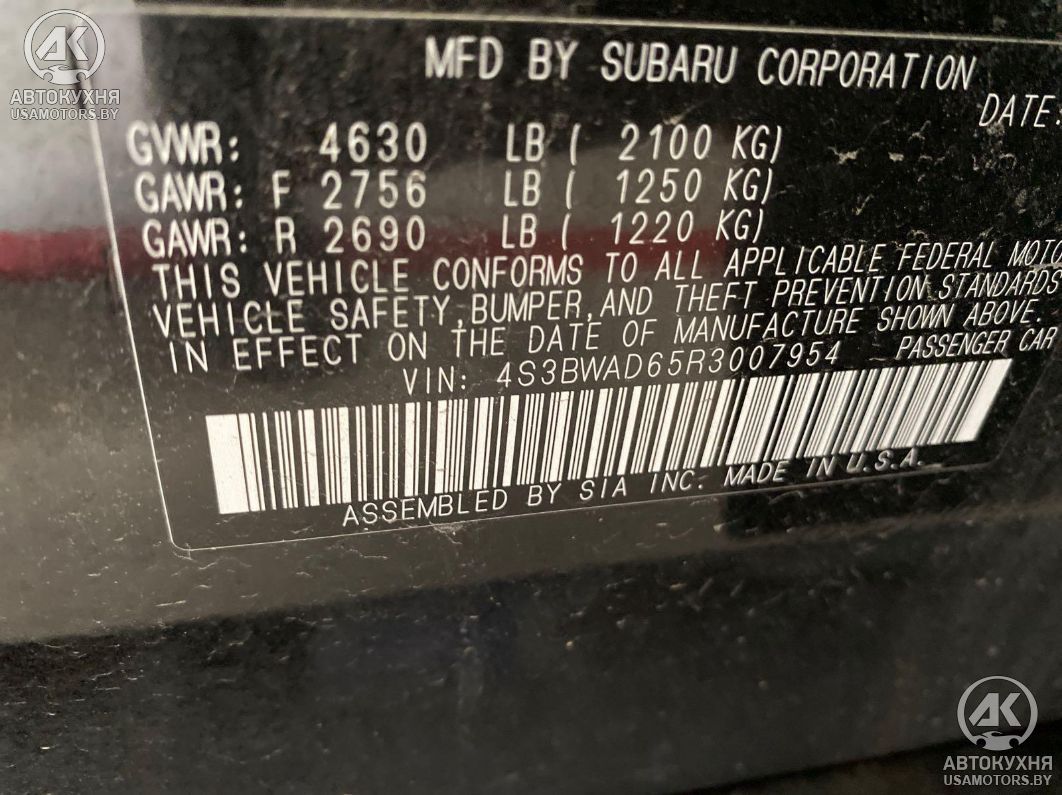 AK
АВТОКУХНЯ
USAMOTORS.BY
MFD BY SUBARU CORPORATION
DATE:
GVWR: 4630 LB ( 2100 KG)
GAWR: F 2756 LB ( 1250 KG)
GAWR: R 2690 LB ( 1220 KG)
THIS VEHICLE CONFORMS TO ALL APPLICABLE FEDERAL MOTO
VEHICLE SAFETY,BUMPER,AND THEFT PREVENTION STANDARDS
IN EFFECT ON THE DATE OF MANUFACTURE SHOWN ABOVE.
VIN: 4S3BWAD65R3007954 PASSENGER CAR
ASSEMBLED BY SIA INC. MADE IN U.S.A.
AK
АВТОКУХНЯ
USAMOTORS.BY